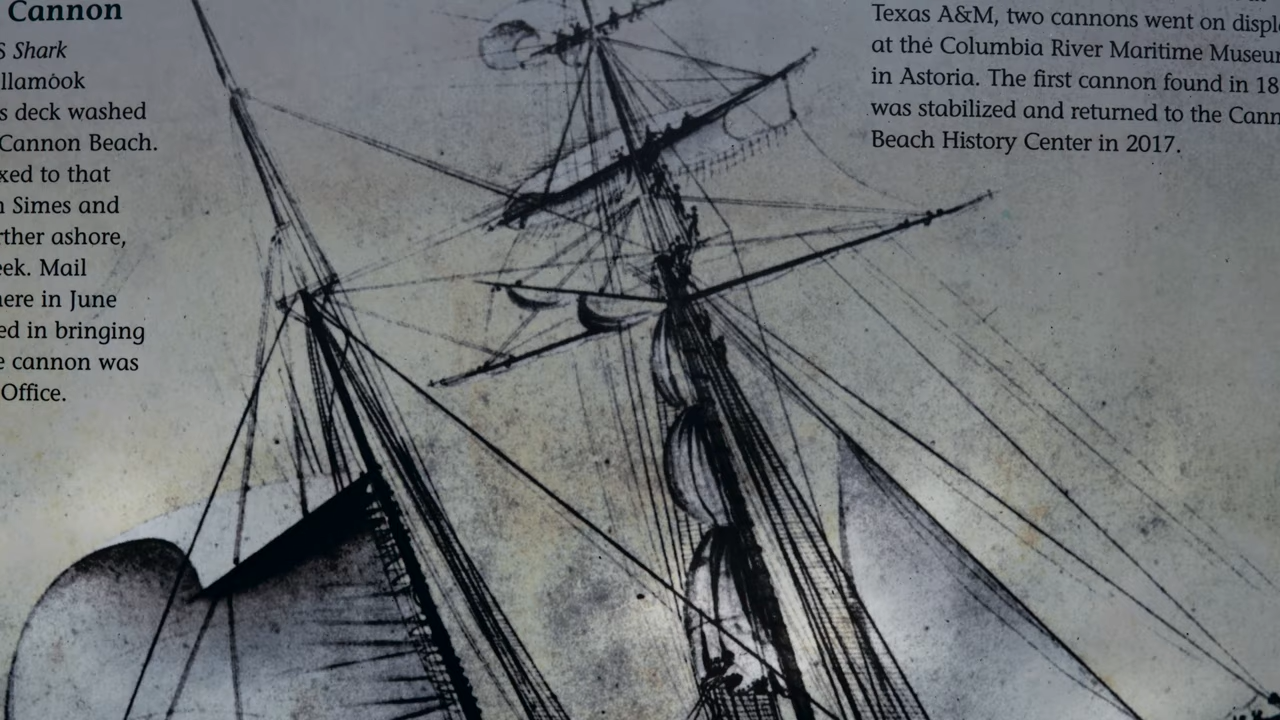 Cannon
S Shark
llamook
s deck washed
Cannon Beach.
xed to that
n Simes and
rther ashore,
eek. Mail
here in June
ed in bringing
e cannon was
Office.
Texas A&M, two cannons went on displ
at the Columbia River Maritime Museu
in Astoria. The first cannon found in 18
was stabilized and returned to the Cann
Beach History Center in 2017.